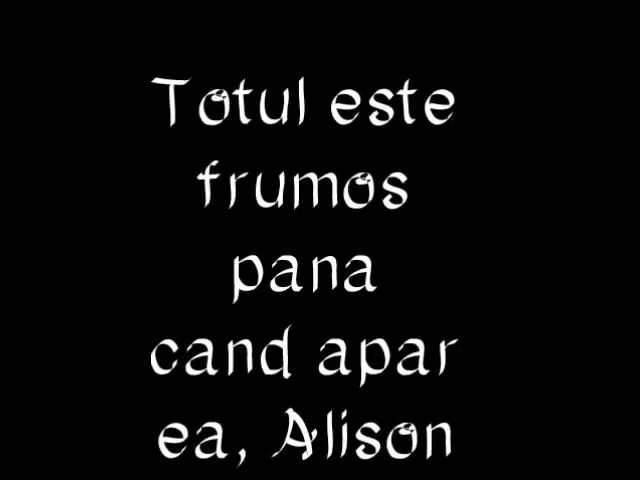 Totul este
frumos
pana
cand apar
ea, Alison